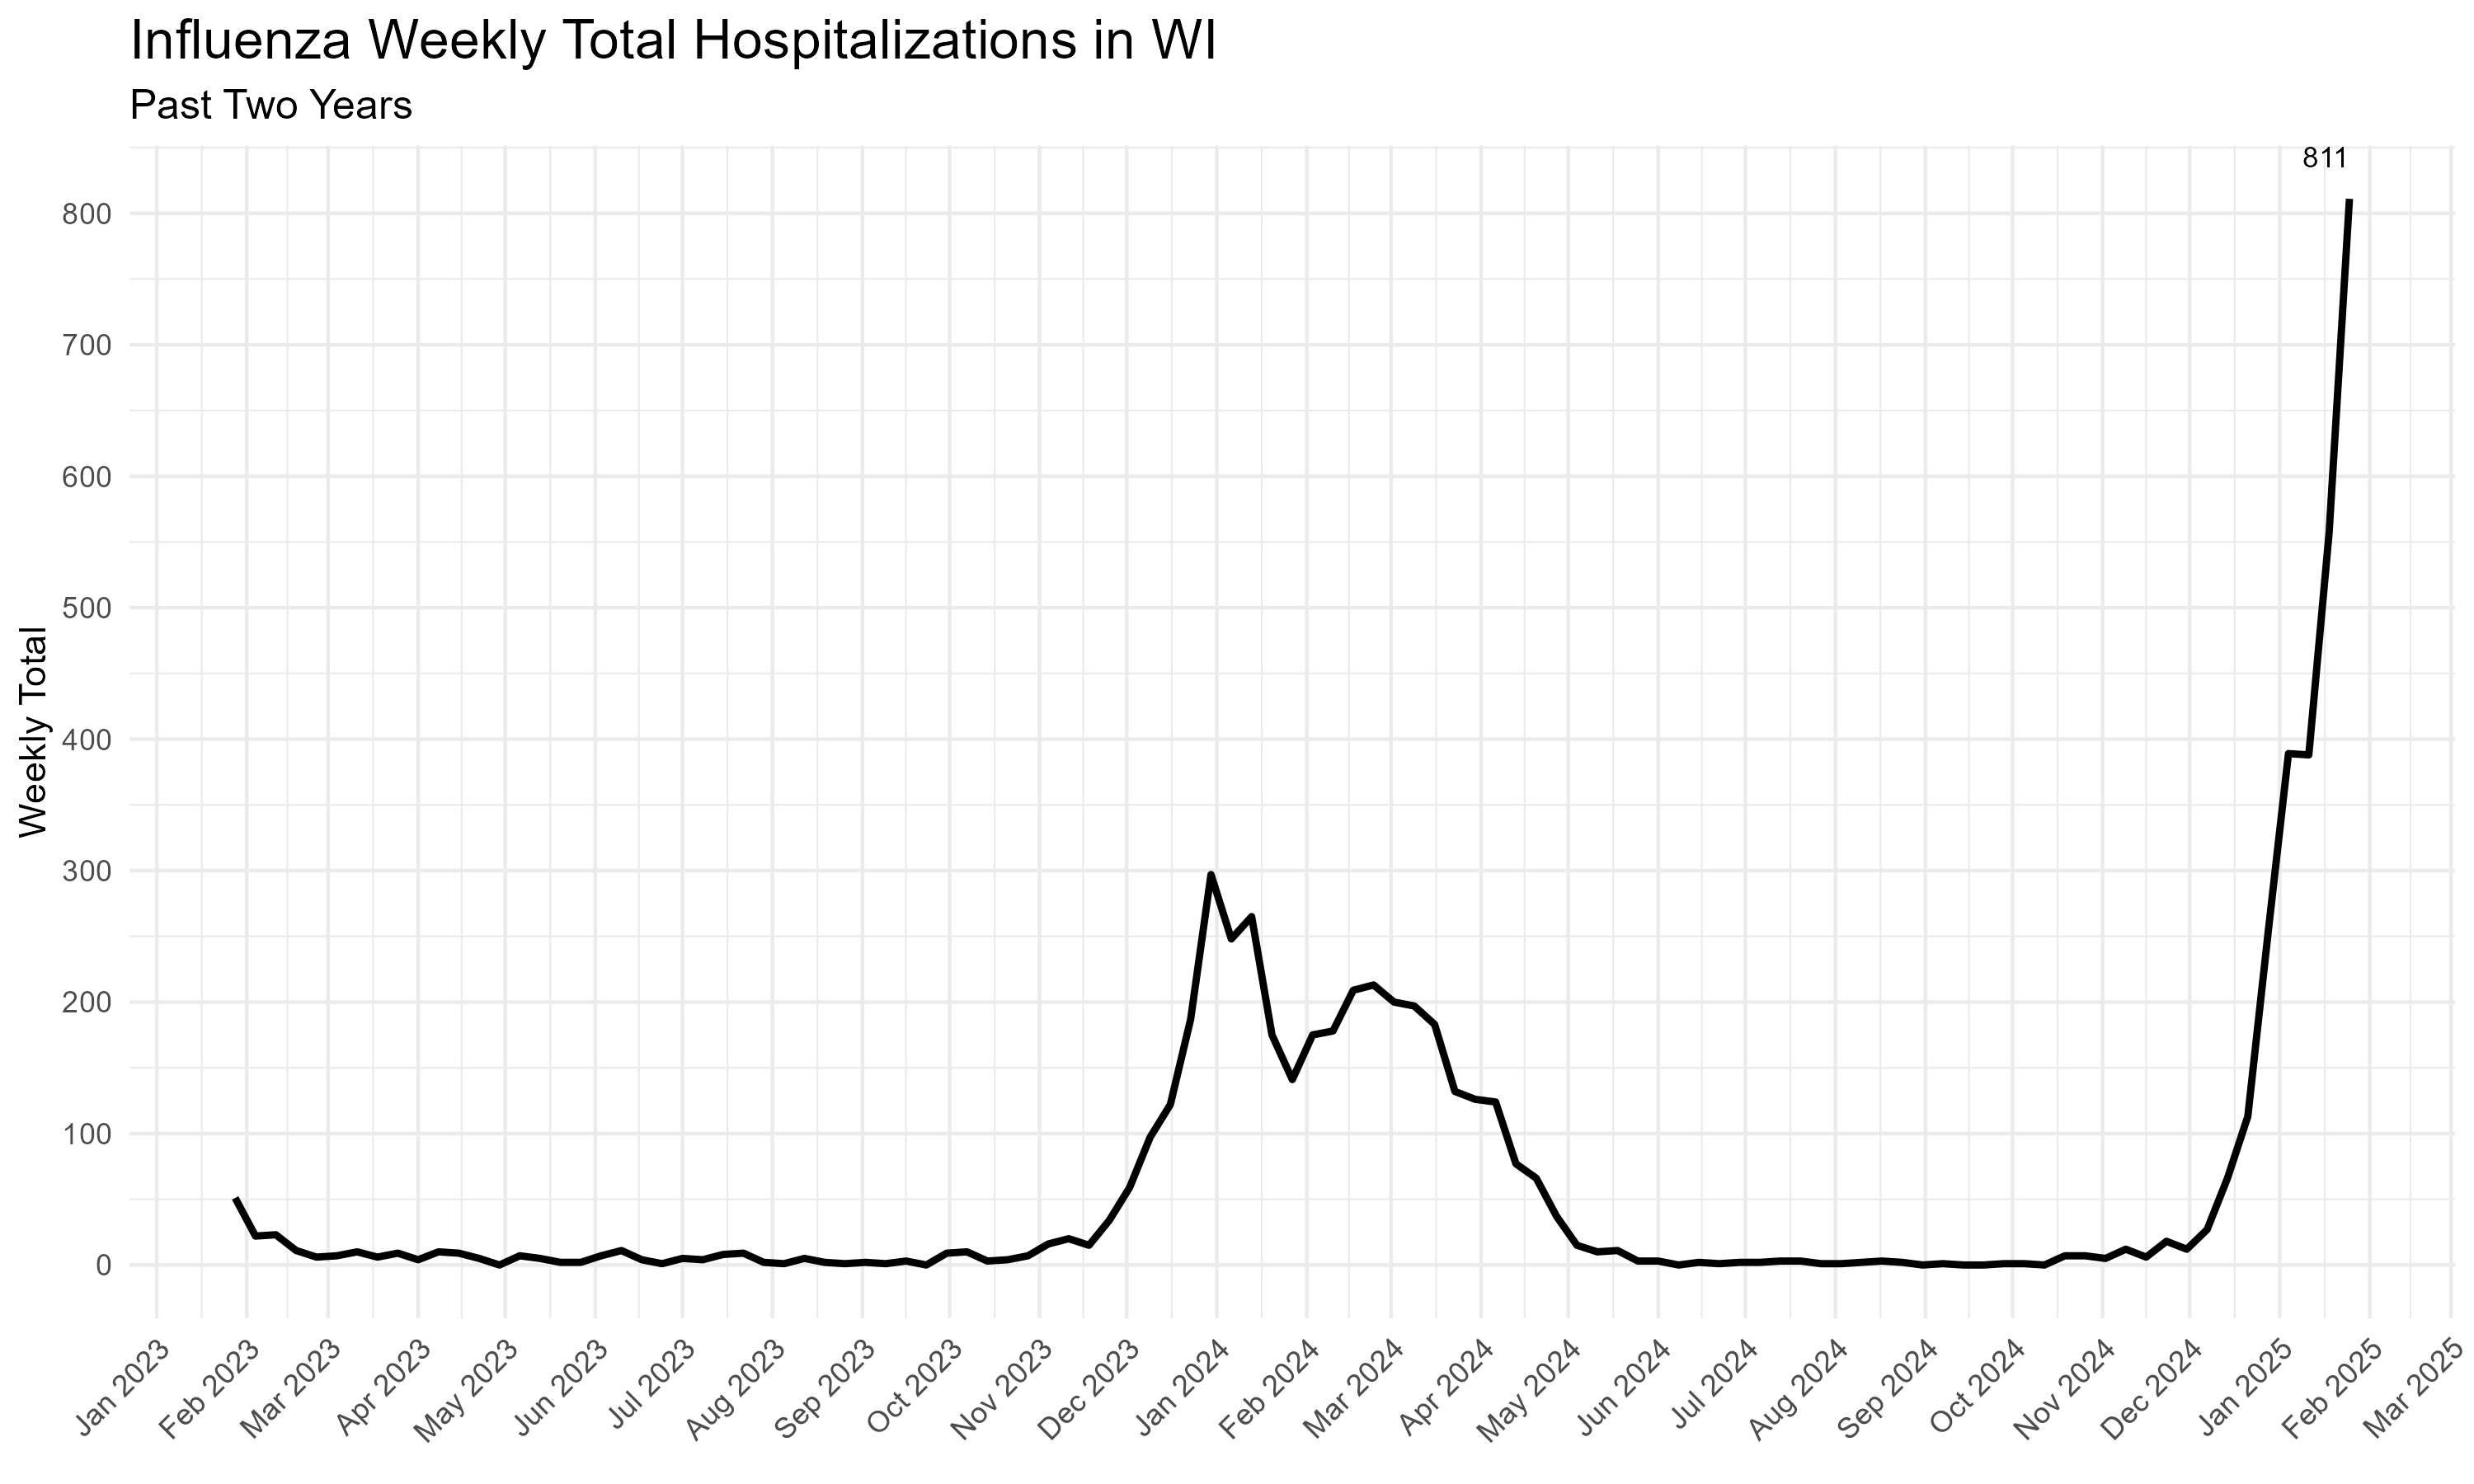 Influenza Weekly Total Hospitalizations in WI
Past Two Years
811
800
700
600
500
400
300
200
100
0
Weekly Total
Jan 2023
Feb 2023
Mar 2023
Apr 2023
May 2023
Jun 2023
Jul 2023
Aug 2023
Sep 2023
Oct 2023
Nov 2023
Dec 2023
Jan 2024
Feb 2024
Mar 2024
Apr 2024
May 2024
Jun 2024
Jul 2024
Aug 2024
Sep 2024
Oct 2024
Nov 2024
Dec 2024
Jan 2025
Feb 2025
Mar 2025